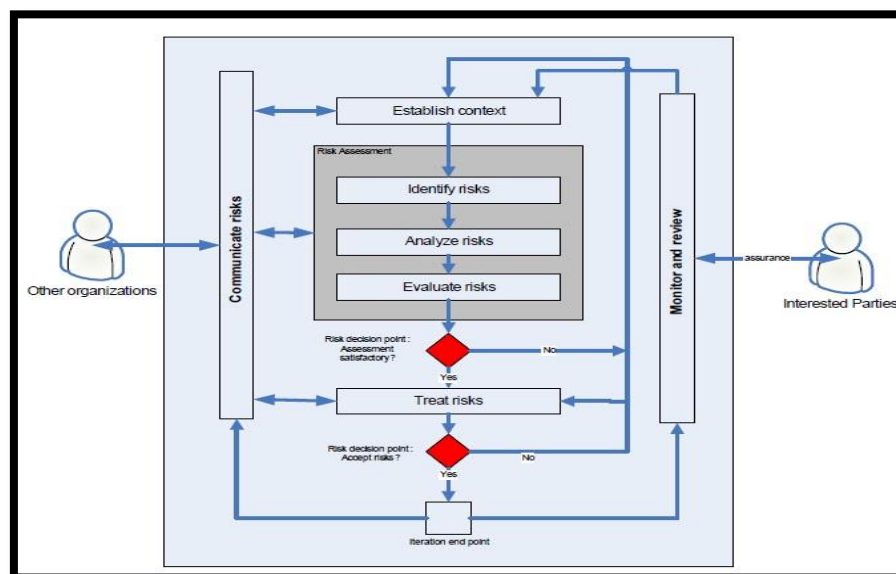 Establish context
Risk Assessment
Identify risks
Analyze risks
Evaluate risks
Communicate risks
Monitor and review
Other organizations
assurance
Interested Parties
Risk decision point :
Assessment
satisfactory ?
No
Yes
Treat risks
Risk decision point :
Accept risks ?
No
Yes
Iteration end point